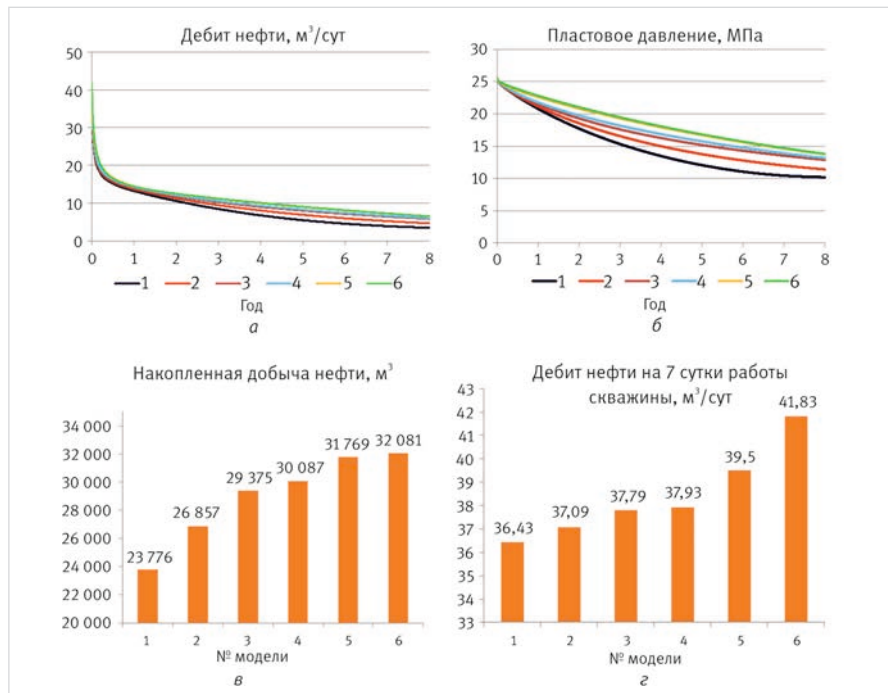 Дебит нефти, м³/сут
50
40
30
20
10
0
0 1 2 3 4 5 6 7 8
1 2 3 4 5 6
Год
а
Пластовое давление, МПа
30
25
20
15
10
5
0
0 1 2 3 4 5 6 7 8
1 2 3 4 5 6
Год
б
Накопленная добыча нефти, м³
34 000
32 000
30 000
28 000
26 000
24 000
22 000
20 000
23 776
26 857
29 375
30 087
31 769
32 081
1 2 3 4 5 6
№ модели
в
Дебит нефти на 7 сутки работы
скважины, м³/сут
43
42
41
40
39
38
37
36
35
34
33
36,43
37,09
37,79
37,93
39,5
41,83
1 2 3 4 5 6
№ модели
г